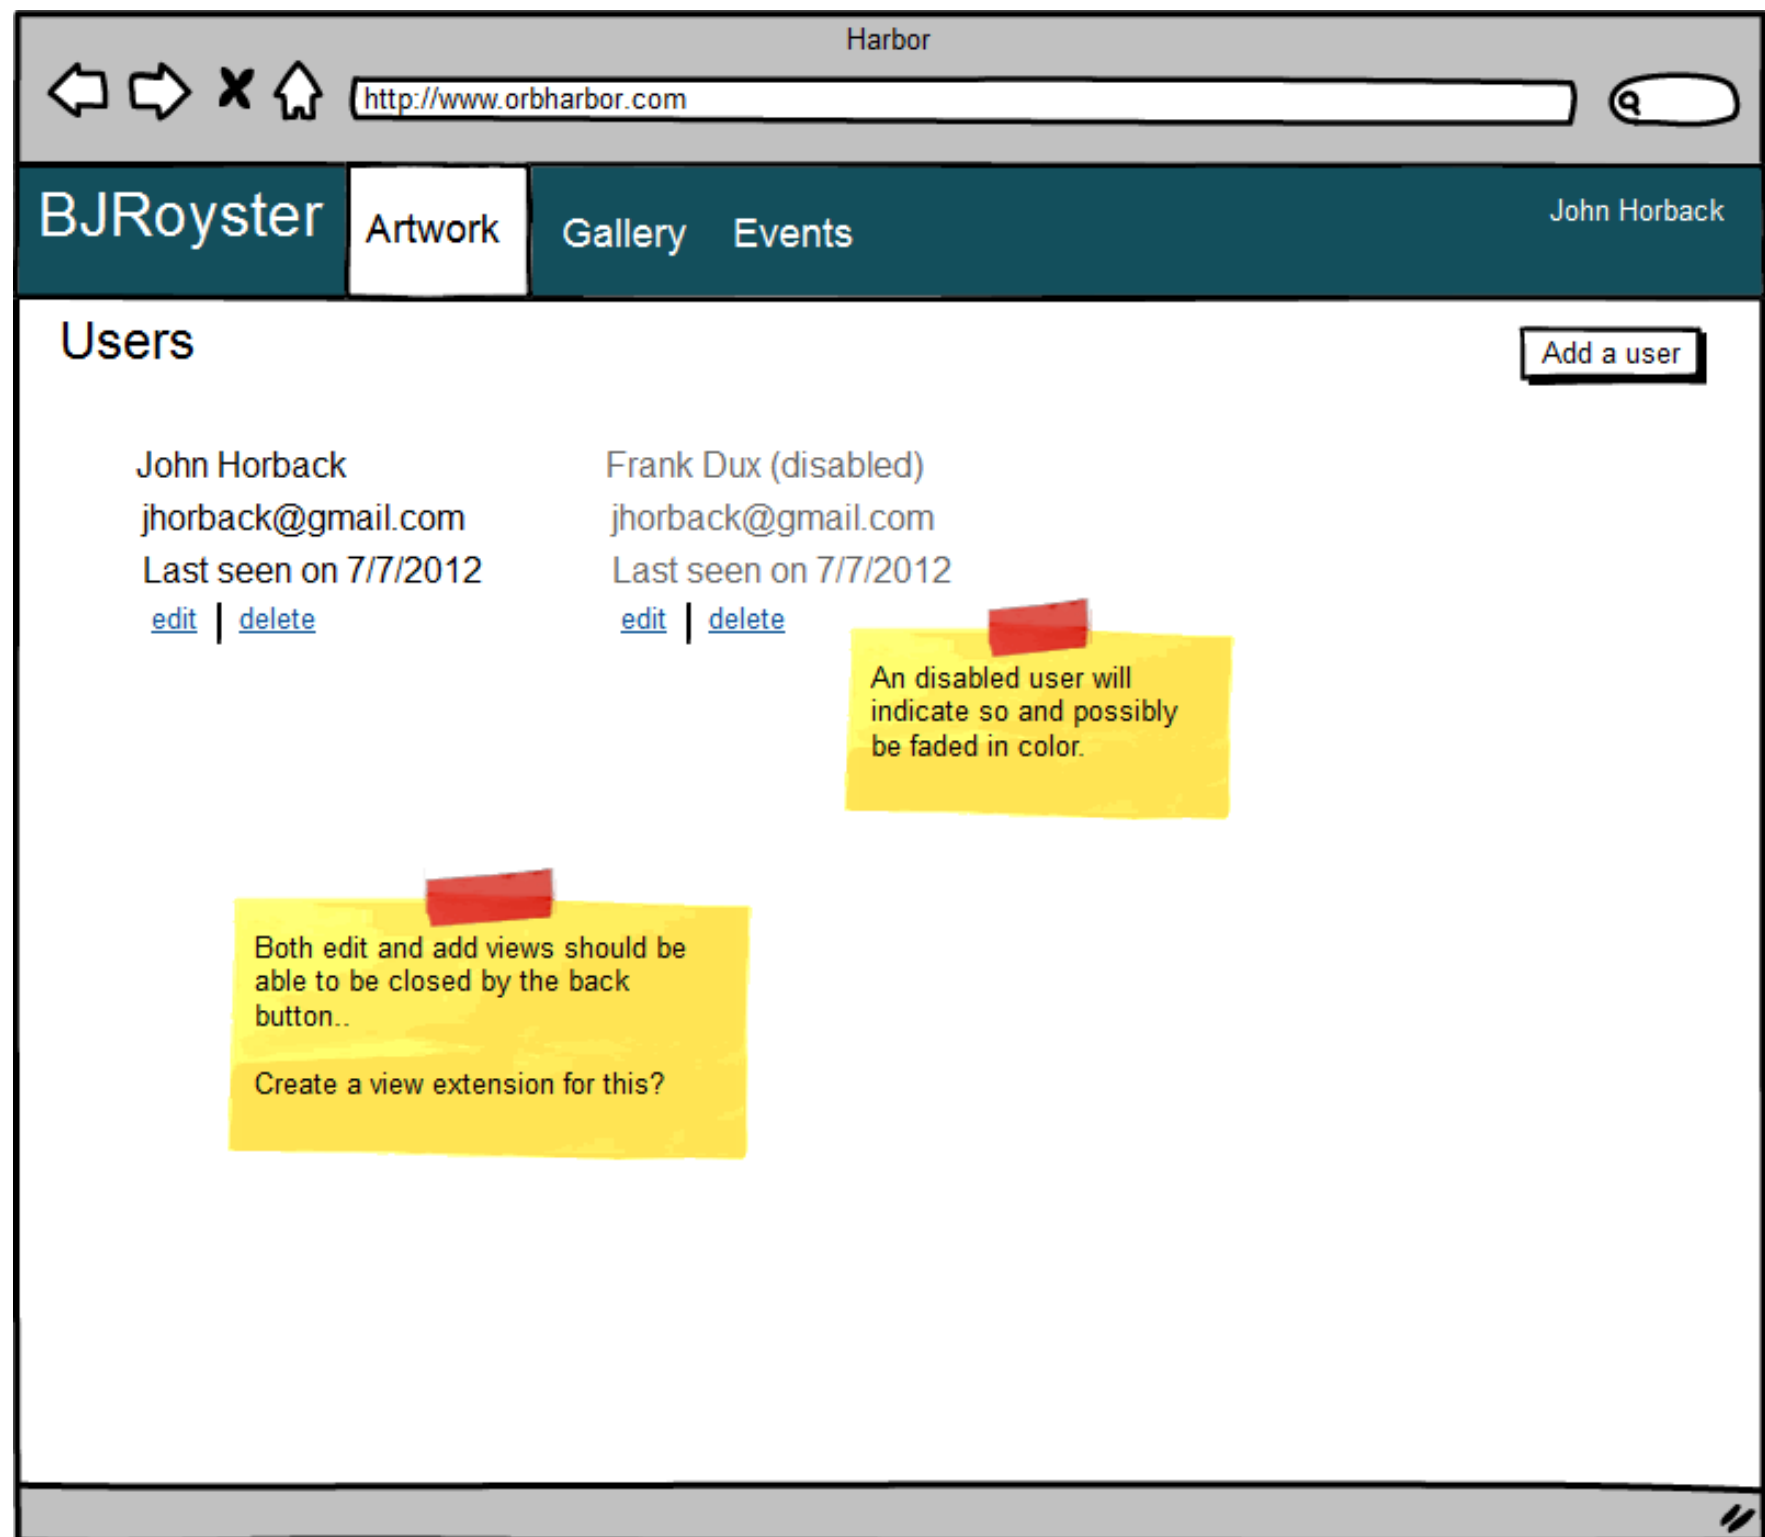 Harbor
http://www.orbharbor.com
BJRoyster
Artwork
Gallery
Events
John Horback
Users
Add a user
John Horback
jhorback@gmail.com
Last seen on 7/7/2012
edit | delete
Frank Dux (disabled)
jhorback@gmail.com
Last seen on 7/7/2012
edit | delete
An disabled user will
indicate so and possibly
be faded in color.
Both edit and add views should be
able to be closed by the back
button..
Create a view extension for this?